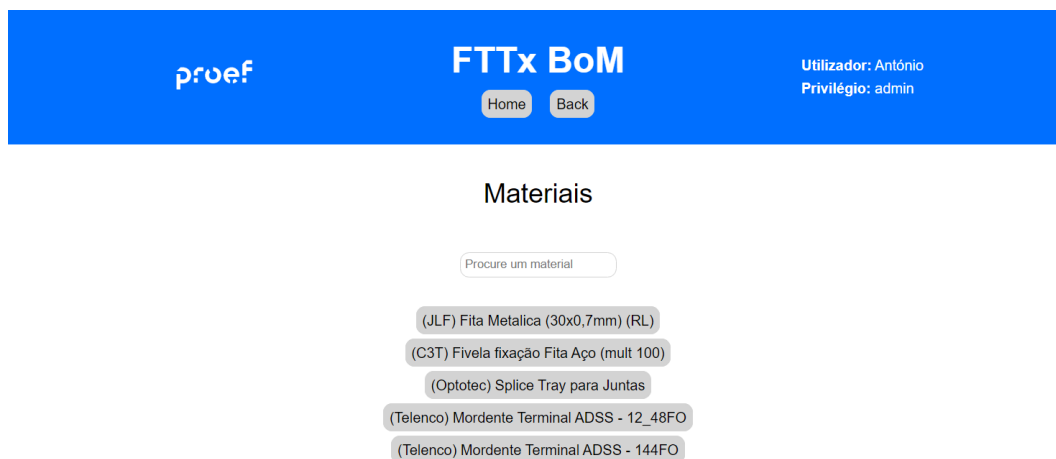 proef
FTTx BoM
Home Back
Utilizador: António
Privilégio: admin
Materiais
Procure um material
(JLF) Fita Metalica (30x0,7mm) (RL)
(C3T) Fivela fixação Fita Aço (mult 100)
(Optotec) Splice Tray para Juntas
(Telenco) Mordente Terminal ADSS - 12_48FO
(Telenco) Mordente Terminal ADSS - 144FO